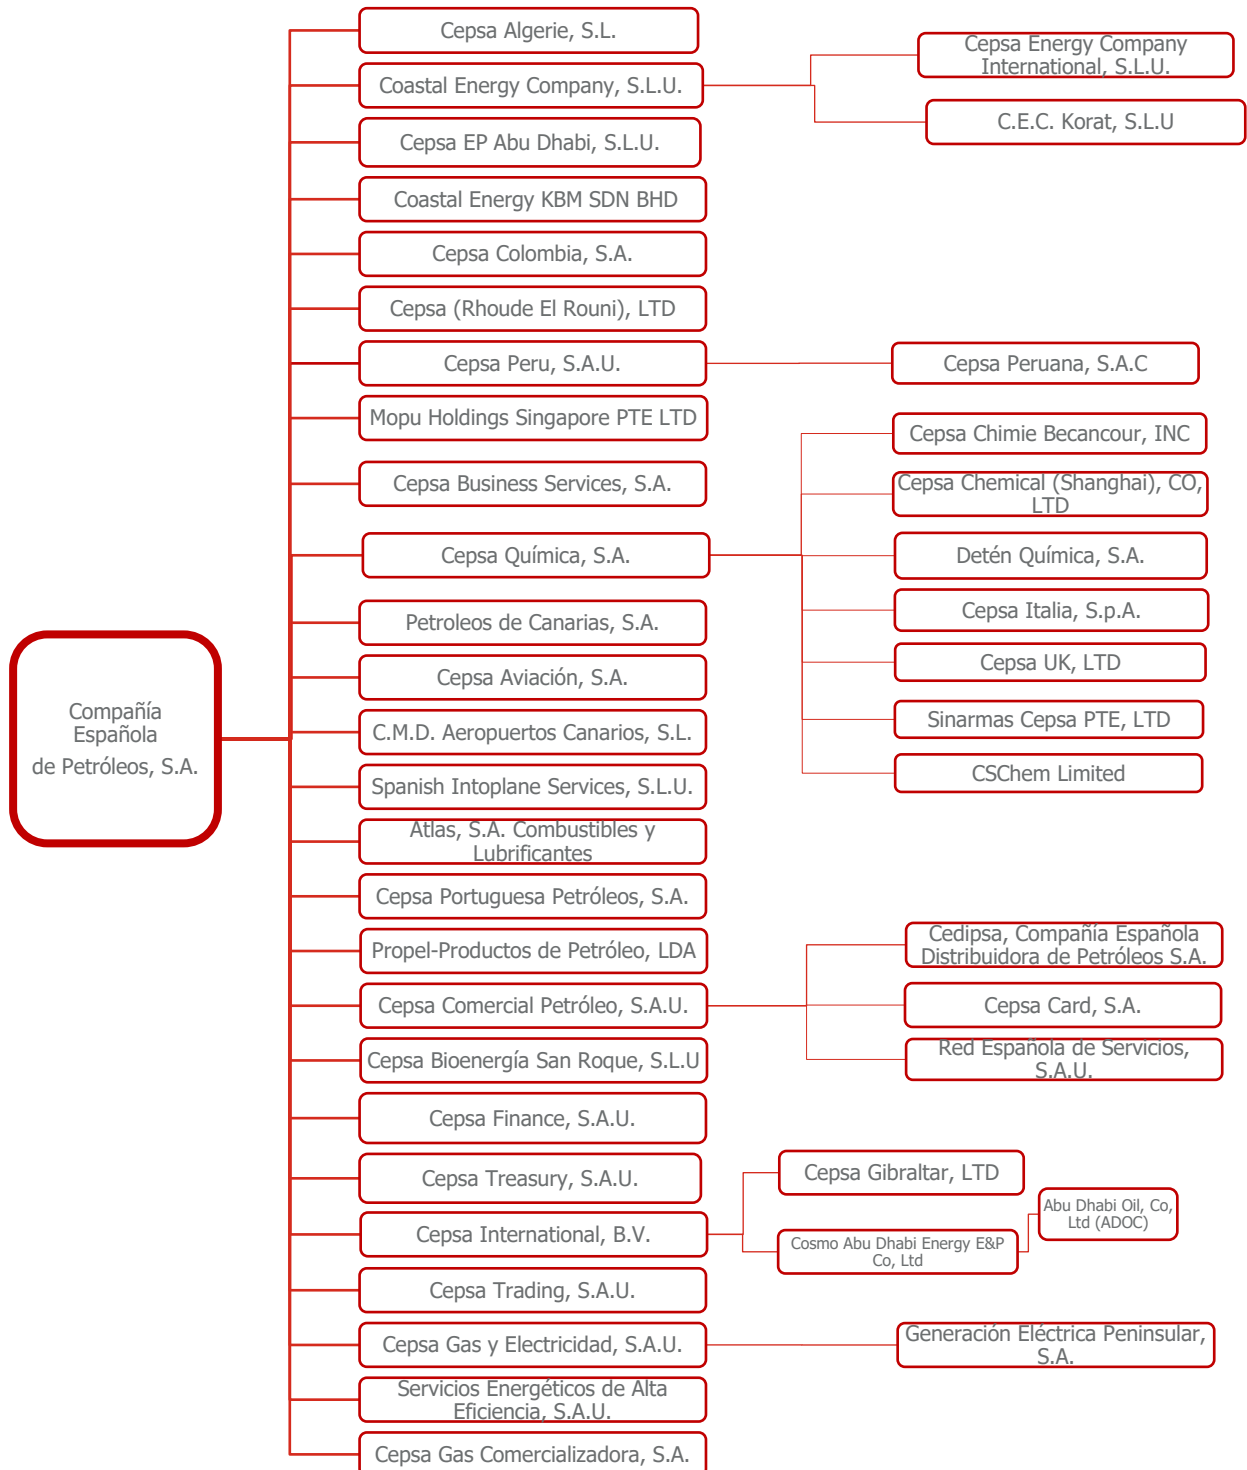 Cepsa Algerie, S.L.
Coastal Energy Company, S.L.U.
Cepsa Energy Company
International, S.L.U.
C.E.C. Korat, S.L.U
Cepsa EP Abu Dhabi, S.L.U.
Coastal Energy KBM SDN BHD
Cepsa Colombia, S.A.
Cepsa (Rhoude El Rouni), LTD
Cepsa Peru, S.A.U.
Cepsa Peruana, S.A.C
Mopu Holdings Singapore PTE LTD
Cepsa Business Services, S.A.
Cepsa Química, S.A.
Cepsa Chimie Becancour, INC
Cepsa Chemical (Shanghai), CO,
LTD
Detén Química, S.A.
Cepsa Italia, S.p.A.
Cepsa UK, LTD
Sinarmas Cepsa PTE, LTD
CSChem Limited
Petroleos de Canarias, S.A.
Cepsa Aviación, S.A.
Compañía
Española
de Petróleos, S.A.
C.M.D. Aeropuertos Canarios, S.L.
Spanish Intoplane Services, S.L.U.
Atlas, S.A. Combustibles y
Lubrificantes
Cepsa Portuguesa Petróleos, S.A.
Propel-Productos de Petróleo, LDA
Cepsa Comercial Petróleo, S.A.U.
Cedipsa, Compañía Española
Distribuidora de Petróleos S.A.
Cepsa Card, S.A.
Red Española de Servicios,
S.A.U.
Cepsa Bioenergía San Roque, S.L.U
Cepsa Finance, S.A.U.
Cepsa Treasury, S.A.U.
Cepsa International, B.V.
Cepsa Gibraltar, LTD
Cosmo Abu Dhabi Energy E&P
Co, Ltd
Abu Dhabi Oil, Co,
Ltd (ADOC)
Cepsa Trading, S.A.U.
Cepsa Gas y Electricidad, S.A.U.
Generación Eléctrica Peninsular,
S.A.
Servicios Energéticos de Alta
Eficiencia, S.A.U.
Cepsa Gas Comercializadora, S.A.